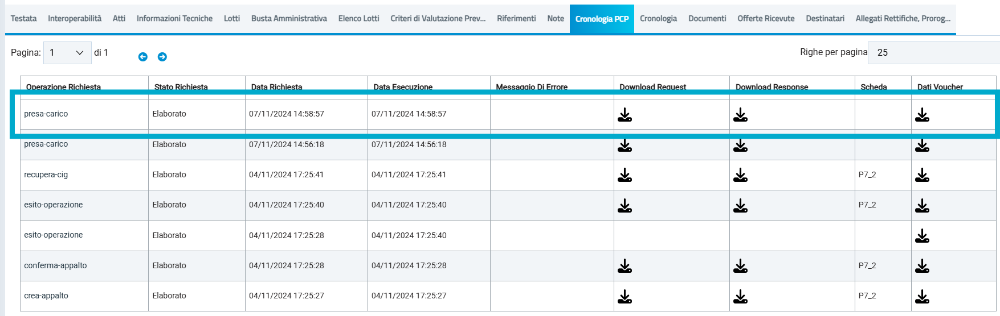 Testata Interoperabilità Atti Informazioni Tecniche Lotti Busta Amministrativa Elenco Lotti Criteri di Valutazione Prev... Riferimenti Note Cronologia PCP Cronologia Documenti Offerte Ricevute Destinatari Allegati Rettifiche, Prorog...
Pagina: 1 di 1 Righe per pagina 25
Operazione Richiesta Stato Richiesta Data Richiesta Data Esecuzione Messaggio Di Errore Download Request Download Response Scheda Dati Voucher
presa-carico Elaborato 07/11/2024 14:58:57 07/11/2024 14:58:57
presa-carico Elaborato 07/11/2024 14:56:18 07/11/2024 14:56:18
recupera-cig Elaborato 04/11/2024 17:25:41 04/11/2024 17:25:41 P7_2
esito-operazione Elaborato 04/11/2024 17:25:40 04/11/2024 17:25:40 P7_2
esito-operazione Elaborato 04/11/2024 17:25:28 04/11/2024 17:25:40
conferma-appalto Elaborato 04/11/2024 17:25:28 04/11/2024 17:25:28 P7_2
crea-appalto Elaborato 04/11/2024 17:25:27 04/11/2024 17:25:27 P7_2